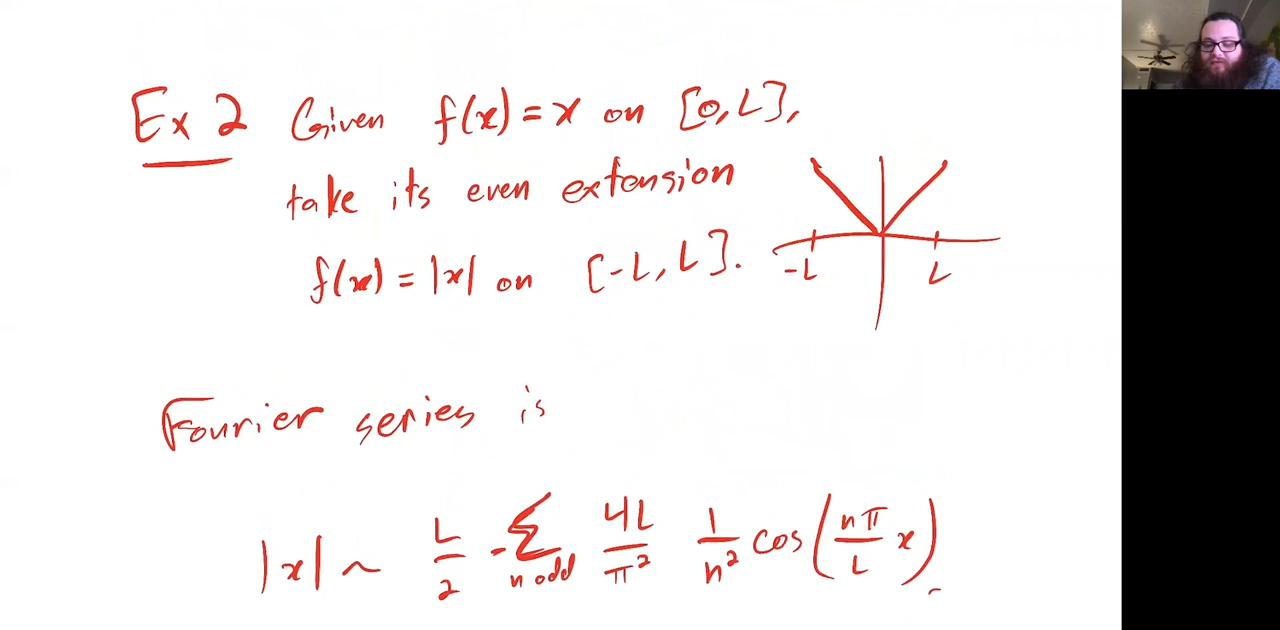 Ex 2 Given f(x) = x on [0, L],
take its even extension
f(x) = |x| on [-L, L].
-L L
Fourier series is
|x| ~ L/2 - Σ n odd 4L/π² 1/n² cos(nπ/L x)